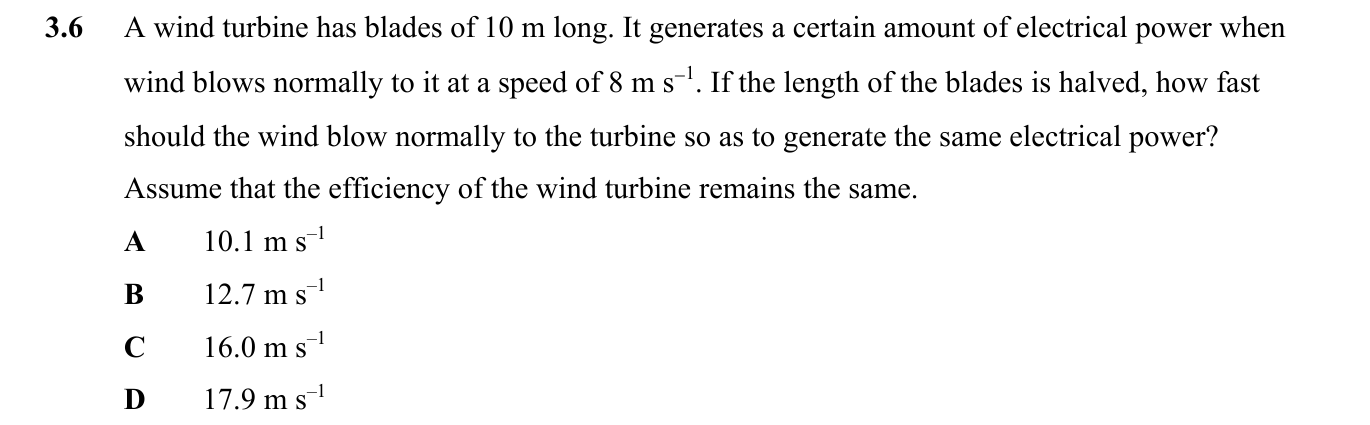 3.6 A wind turbine has blades of 10 m long. It generates a certain amount of electrical power when
wind blows normally to it at a speed of 8 m s⁻¹. If the length of the blades is halved, how fast
should the wind blow normally to the turbine so as to generate the same electrical power?
Assume that the efficiency of the wind turbine remains the same.
A 10.1 m s⁻¹
B 12.7 m s⁻¹
C 16.0 m s⁻¹
D 17.9 m s⁻¹